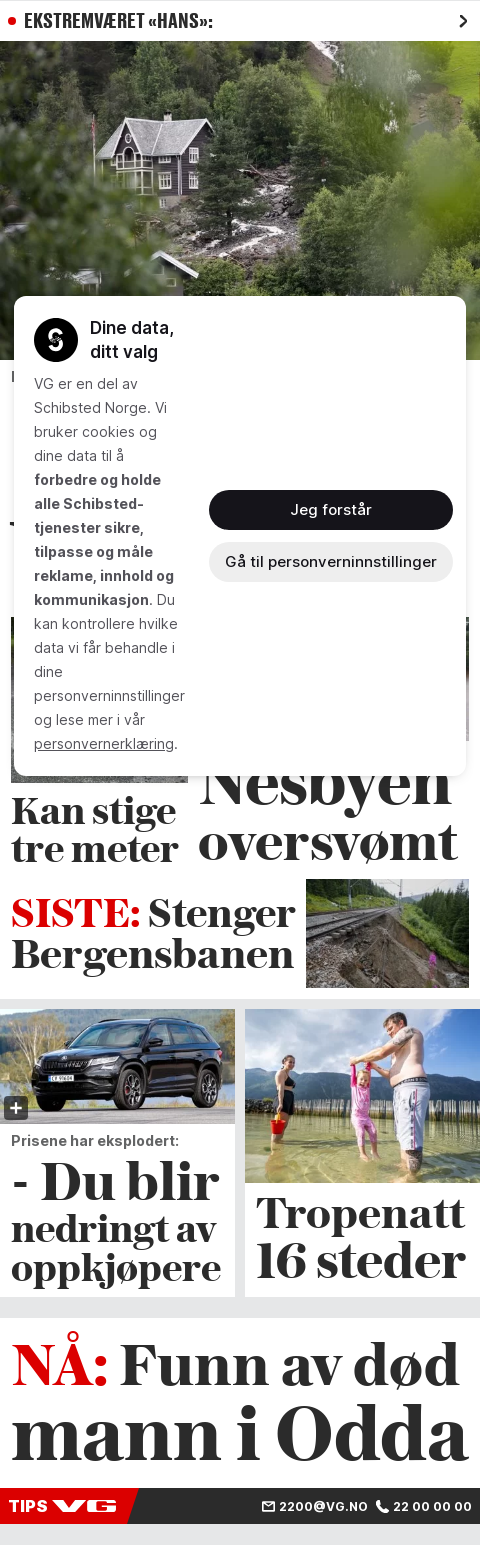 EKSTREMVÆRET «HANS»:
Dine data,
ditt valg
VG er en del av
Schibsted Norge. Vi
bruker cookies og
dine data til å
forbedre og holde
alle Schibsted-
tjenester sikre,
tilpasse og måle
reklame, innhold og
kommunikasjon. Du
kan kontrollere hvilke
data vi får behandle i
dine
personverninnstillinger
og lese mer i vår
personvernerklæring.
Jeg forstår
Gå til personverninnstillinger
Kan stige
tre meter
Nesbyen
oversvømt
SISTE: Stenger
Bergensbanen
Prisene har eksplodert:
- Du blir
nedringt av
oppkjøpere
Tropenatt
16 steder
NÅ: Funn av død
mann i Odda
TIPS VG 2200@VG.NO 22 00 00 00